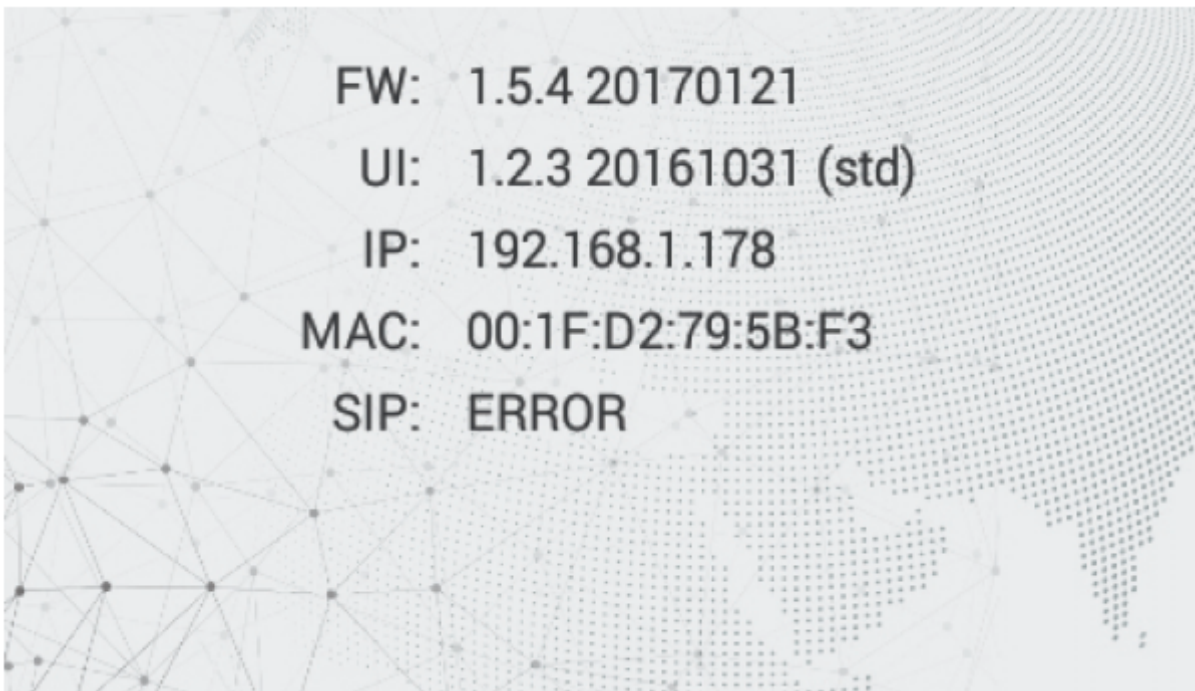 FW: 1.5.4 20170121
UI: 1.2.3 20161031 (std)
IP: 192.168.1.178
MAC: 00:1F:D2:79:5B:F3
SIP: ERROR